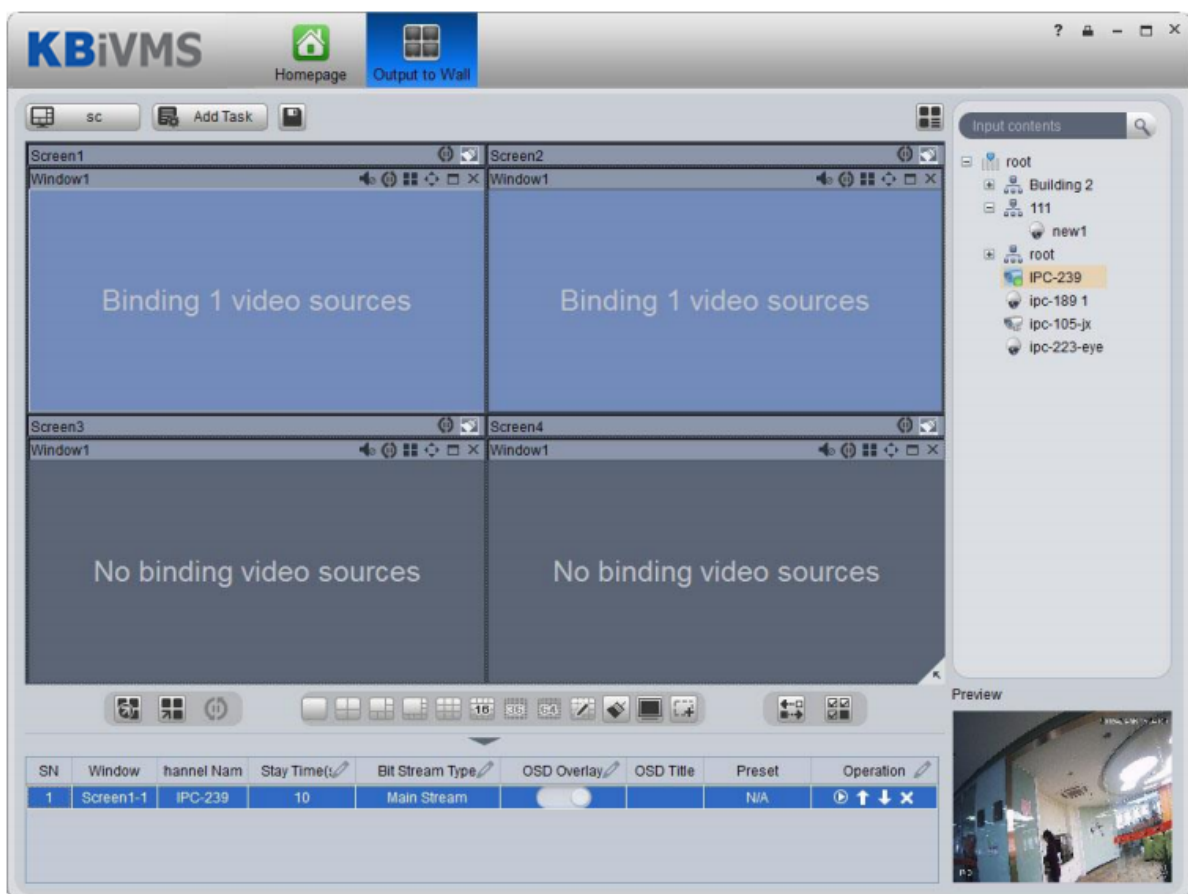 KBiVMS
Homepage
Output to Wall
?
sc
Add Task
Input contents
Screen1
Screen2
Window1
Window1
Binding 1 video sources
Binding 1 video sources
Screen3
Screen4
Window1
Window1
No binding video sources
No binding video sources
root
Building 2
111
new1
root
IPC-239
ipc-189 1
ipc-105-jx
ipc-223-eye
16
36
64
Preview
SN Window hannel Nam Stay Time(s Bit Stream Type OSD Overlay OSD Title Preset Operation
1 Screen1-1 IPC-239 10 Main Stream N/A